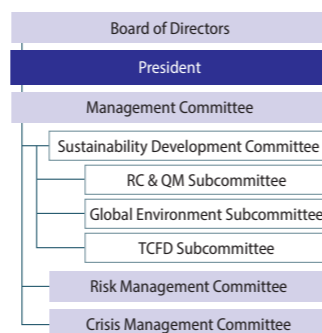 Board of Directors
President
Management Committee
Sustainability Development Committee
RC & QM Subcommittee
Global Environment Subcommittee
TCFD Subcommittee
Risk Management Committee
Crisis Management Committee